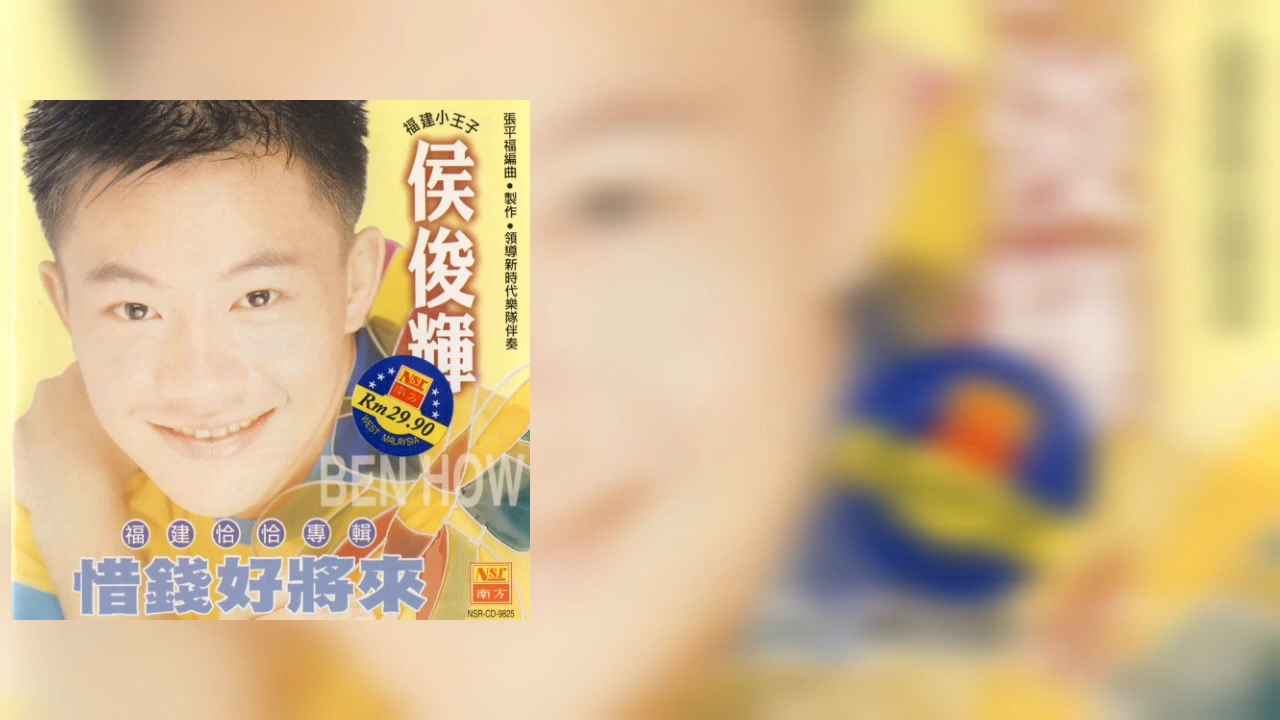 福建小王子
侯俊輝
張平福編曲•製作•領導新時代樂隊伴奏
NSR
南方
Rm29.90
WEST MALAYSIA
BEN HOW
福建恰恰專輯
惜錢好將來
NSR
南方
NSR-CD-9825